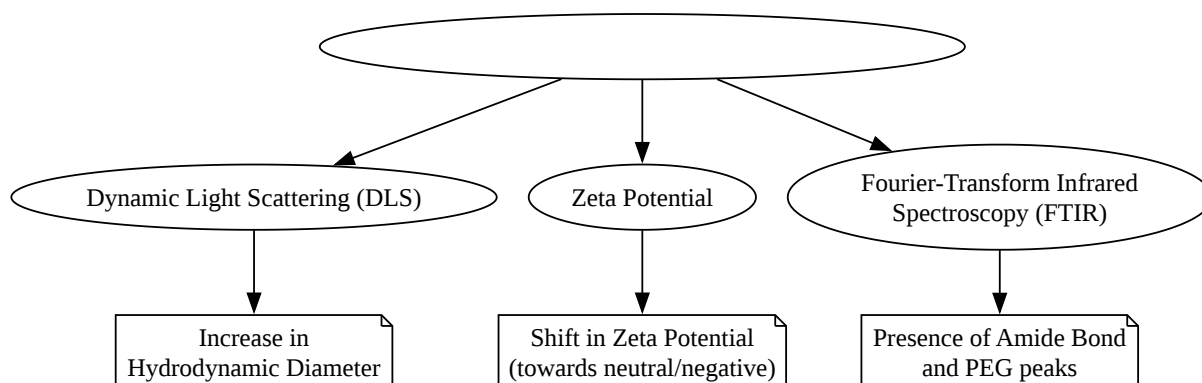 Dynamic Light Scattering (DLS)
Zeta Potential
Fourier-Transform Infrared
Spectroscopy (FTIR)
Increase in
Hydrodynamic Diameter
Shift in Zeta Potential
(towards neutral/negative)
Presence of Amide Bond
and PEG peaks